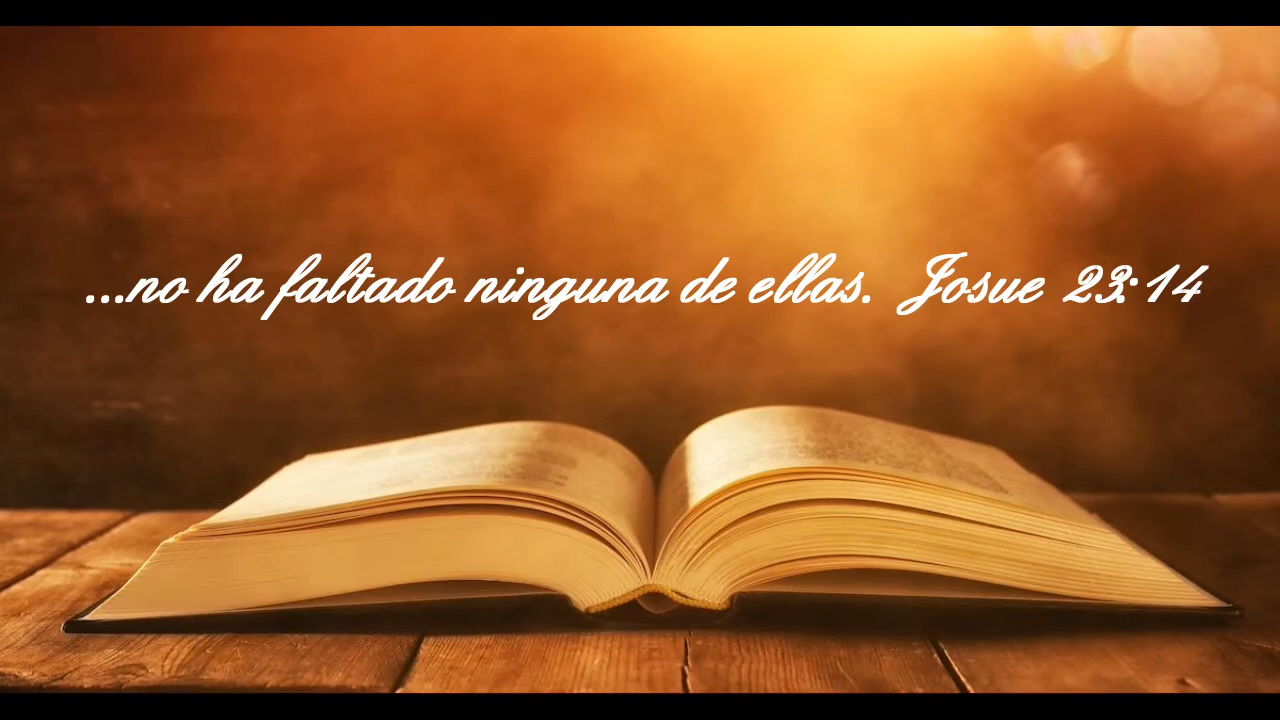 ...no ha faltado ninguna de ellas. Josue 23:14